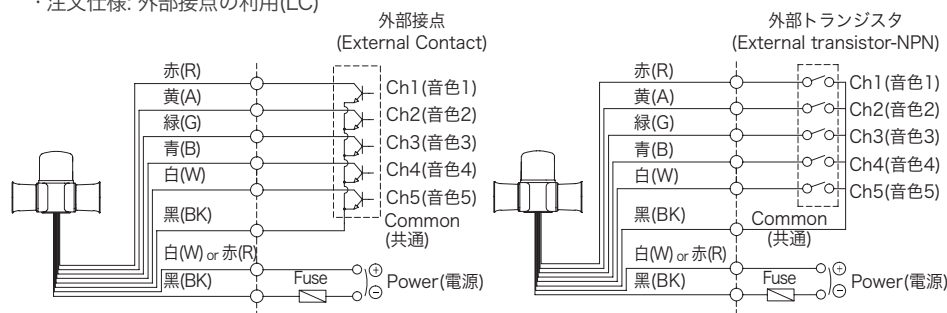 ・注文仕様: 外部接点の利用(LC)
外部接点
(External Contact)
赤(R)
黄(A)
緑(G)
青(B)
白(W)
黒(BK)
白(W) or 赤(R)
黒(BK)
Ch1(音色1)
Ch2(音色2)
Ch3(音色3)
Ch4(音色4)
Ch5(音色5)
Common
(共通)
Fuse
⊕
⊖
Power(電源)
外部トランジスタ
(External transistor-NPN)
赤(R)
黄(A)
緑(G)
青(B)
白(W)
黒(BK)
白(W) or 赤(R)
黒(BK)
Ch1(音色1)
Ch2(音色2)
Ch3(音色3)
Ch4(音色4)
Ch5(音色5)
Common
(共通)
Fuse
⊕
⊖
Power(電源)